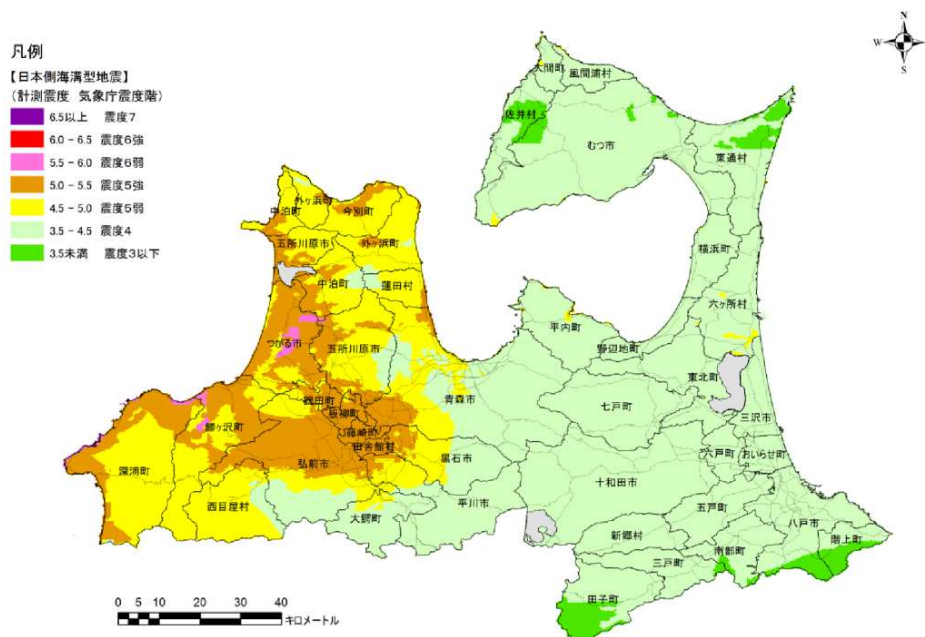 N
W
E
S
凡例
【日本側海溝型地震】
(計測震度 気象庁震度階)
6.5以上 震度7
6.0 - 6.5 震度6強
5.5 - 6.0 震度6弱
5.0 - 5.5 震度5強
4.5 - 5.0 震度5弱
3.5 - 4.5 震度4
3.5未満 震度3以下
大間町
風間浦村
佐井村
むつ市
東通村
外ヶ浜町
中泊町
今別町
五所川原市
外ヶ浜町
横浜町
中泊町
蓬田村
六ヶ所村
平内町
つがる市
五所川原市
野辺地町
東北町
鶴田町
青森市
七戸町
板柳町
三沢市
鰺ヶ沢町
藤崎町
田舎館村
六戸町
おいらせ町
弘前市
黒石市
深浦町
十和田市
西目屋村
平川市
五戸町
大鰐町
八戸市
新郷村
階上町
南部町
三戸町
田子町
0 5 10 20 30 40
キロメートル